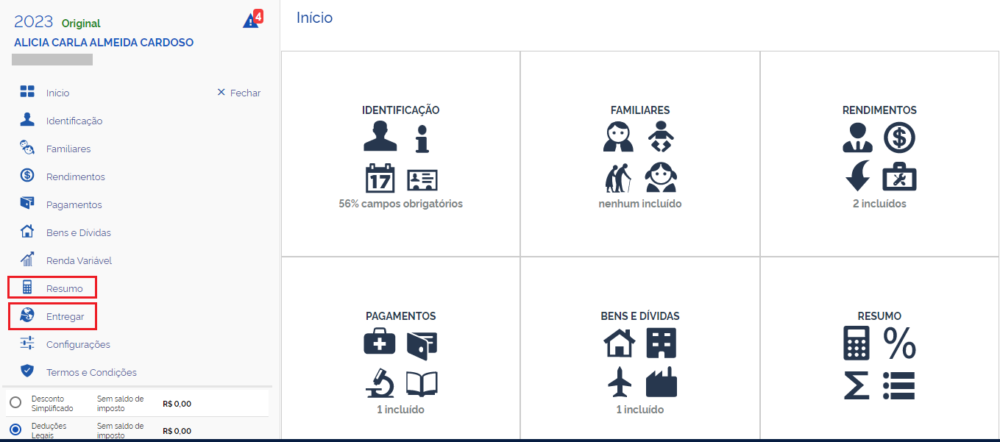 2023 Original
4
ALICIA CARLA ALMEIDA CARDOSO
Início
Fechar
Identificação
Familiares
Rendimentos
Pagamentos
Bens e Dívidas
Renda Variável
Resumo
Entregar
Configurações
Termos e Condições
Desconto Simplificado
Sem saldo de imposto
R$ 0,00
Deduções Legais
Sem saldo de imposto
R$ 0,00
Início
IDENTIFICAÇÃO
17
56% campos obrigatórios
FAMILIARES
nenhum incluído
RENDIMENTOS
$
2 incluídos
PAGAMENTOS
1 incluído
BENS E DÍVIDAS
1 incluído
RESUMO
%
Σ